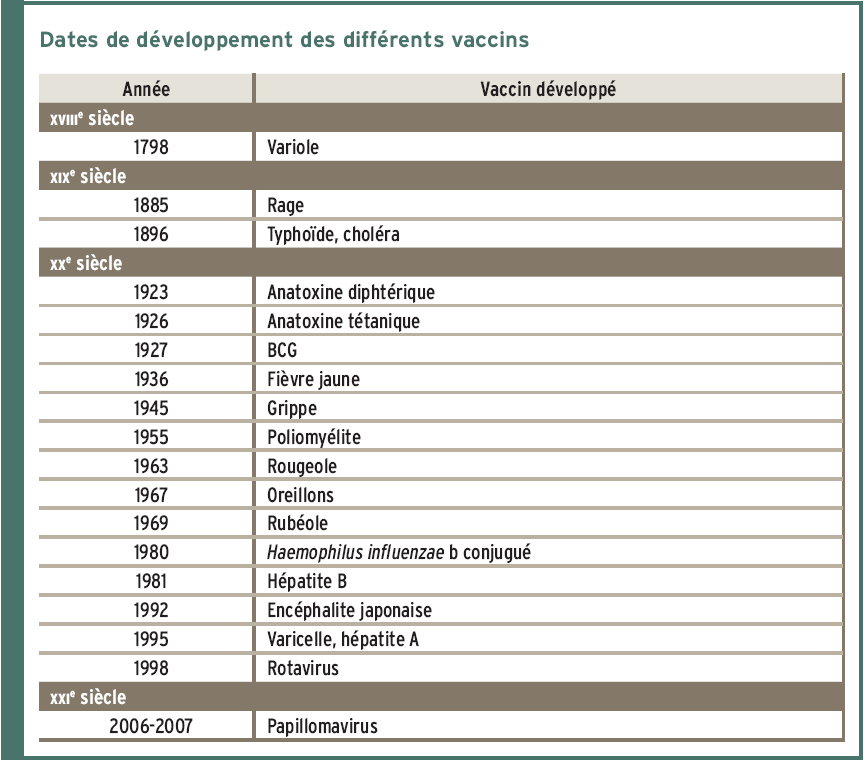 Dates de développement des différents vaccins
Année Vaccin développé
XVIIIe siècle
1798 Variole
XIXe siècle
1885 Rage
1896 Typhoïde, choléra
XXe siècle
1923 Anatoxine diphtérique
1926 Anatoxine tétanique
1927 BCG
1936 Fièvre jaune
1945 Grippe
1955 Poliomyélite
1963 Rougeole
1967 Oreillons
1969 Rubéole
1980 Haemophilus influenzae b conjugué
1981 Hépatite B
1992 Encéphalite japonaise
1995 Varicelle, hépatite A
1998 Rotavirus
XXIe siècle
2006-2007 Papillomavirus